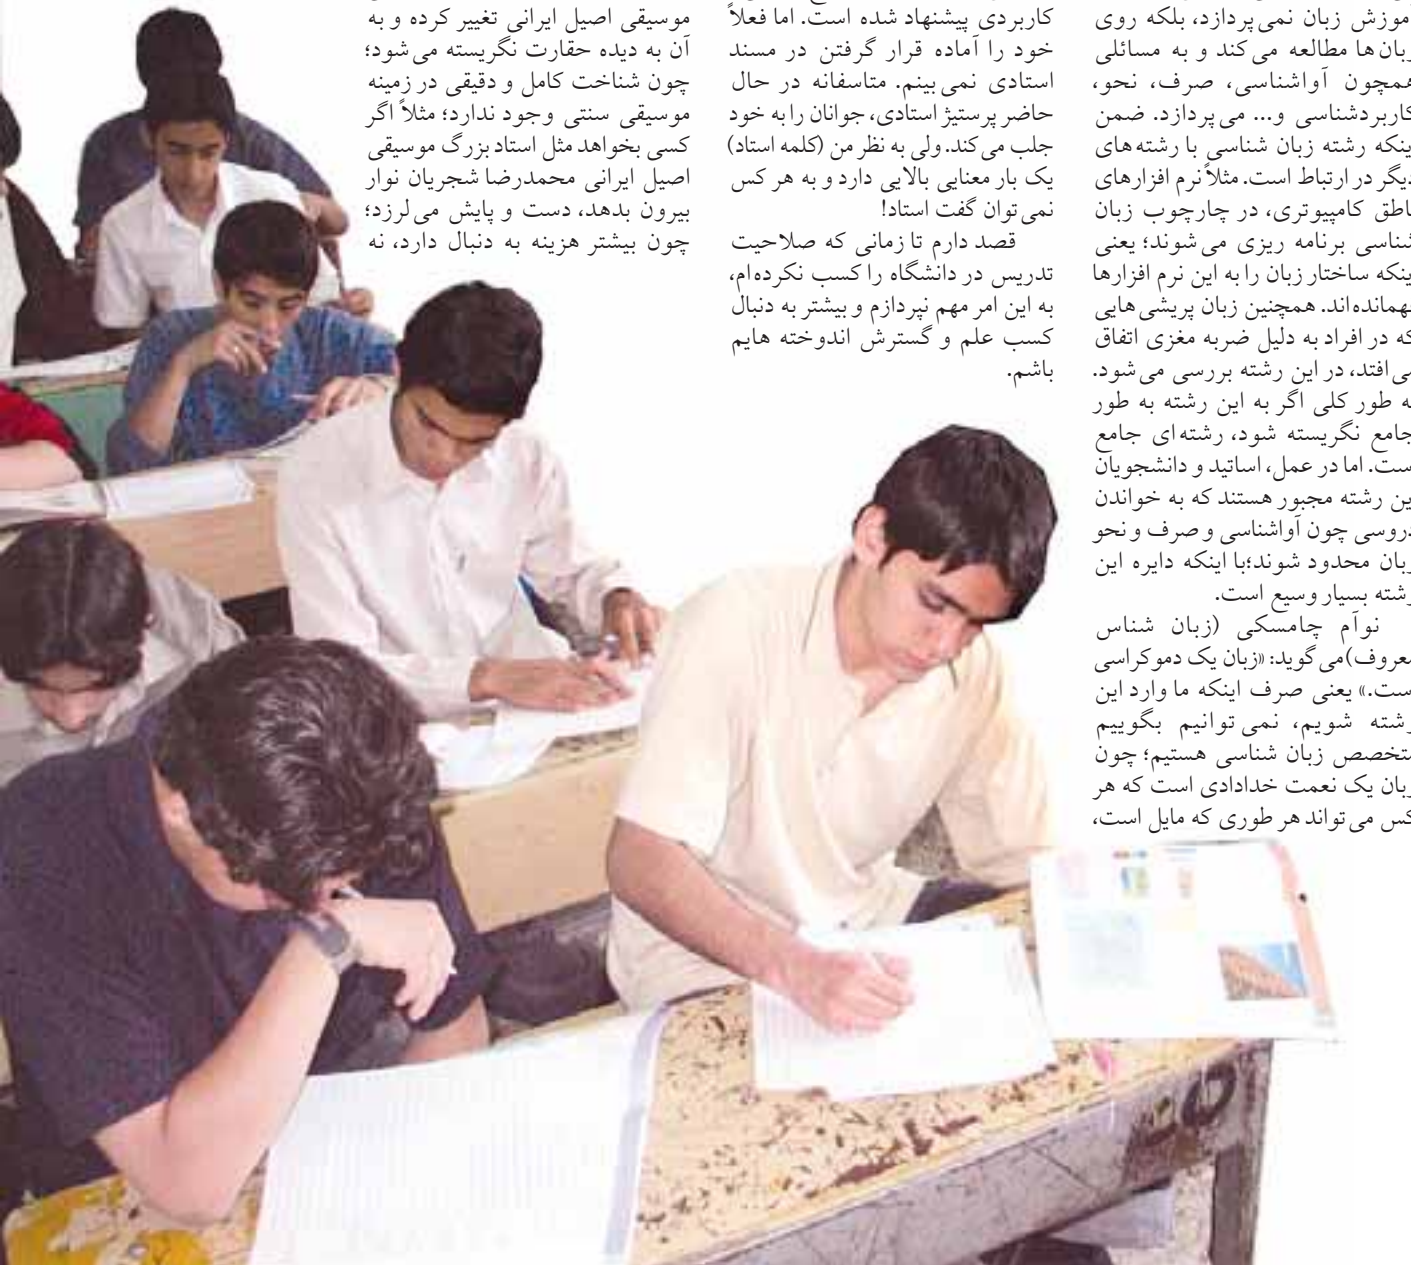 آموزش زبان نمی‌پردازد، بلکه روی
زبان‌ها مطالعه می‌کند و به مسائلی
همچون آواشناسی، صرف، نحو،
کاربردشناسی و... می‌پردازد. ضمن
اینکه رشته زبان شناسی با رشته‌های
دیگر در ارتباط است. مثلاً نرم افزارهای
ناطق کامپیوتری، در چارچوب زبان
شناسی برنامه ریزی می‌شوند؛ یعنی
اینکه ساختار زبان را به این نرم افزارها
فهمانده‌اند. همچنین زبان پریشی‌هایی
که در افراد به دلیل ضربه مغزی اتفاق
می‌افتد، در این رشته بررسی می‌شود.
به طور کلی اگر به این رشته به طور
جامع نگریسته شود، رشته‌ای جامع
است. اما در عمل، اساتید و دانشجویان
این رشته مجبور هستند که به خواندن
دروسی چون آواشناسی و صرف و نحو
زبان محدود شوند؛با اینکه دایره این
رشته بسیار وسیع است.
نوآم چامسکی (زبان شناس
معروف)می‌گوید: «زبان یک دموکراسی
است.» یعنی صرف اینکه ما وارد این
رشته شویم، نمی‌توانیم بگوییم
متخصص زبان شناسی هستیم؛ چون
زبان یک نعمت خدادادی است که هر
کس می‌تواند هر طوری که مایل است،
کاربردی پیشنهاد شده است. اما فعلاً
خود را آماده قرار گرفتن در مسند
استادی نمی‌بینم. متاسفانه در حال
حاضر پرستیژ استادی، جوانان را به خود
جلب می‌کند. ولی به نظر من (کلمه استاد)
یک بار معنایی بالایی دارد و به هر کس
نمی‌توان گفت استاد!
قصد دارم تا زمانی که صلاحیت
تدریس در دانشگاه را کسب نکرده‌ام،
به این امر مهم نپردازم و بیشتر به دنبال
کسب علم و گسترش اندوخته هایم
باشم.
موسیقی اصیل ایرانی تغییر کرده و به
آن به دیده حقارت نگریسته می‌شود؛
چون شناخت کامل و دقیقی در زمینه
موسیقی سنتی وجود ندارد؛ مثلاً اگر
کسی بخواهد مثل استاد بزرگ موسیقی
اصیل ایرانی محمدرضا شجریان نوار
بیرون بدهد، دست و پایش می‌لرزد؛
چون بیشتر هزینه به دنبال دارد، نه